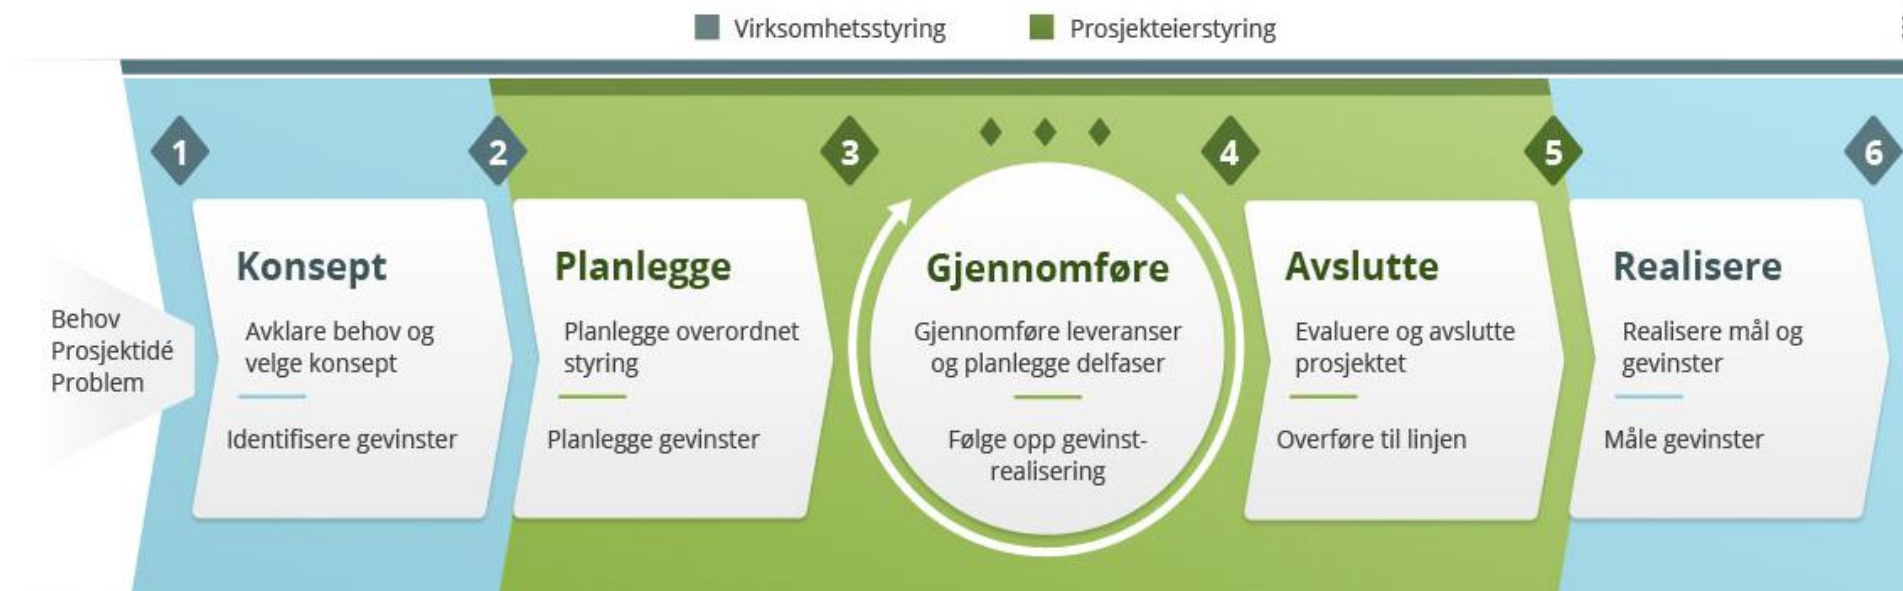 Virksomhetsstyring
Prosjekteierstyring
1
2
3
4
5
6
Behov
Prosjektidé
Problem
Konsept
Avklare behov og
velge konsept
Identifisere gevinster
Planlegge
Planlegge overordnet
styring
Planlegge gevinster
Gjennomføre
Gjennomføre leveranser
og planlegge delfaser
Følge opp gevinst-
realisering
Avslutte
Evaluere og avslutte
prosjektet
Overføre til linjen
Realisere
Realisere mål og
gevinster
Måle gevinster